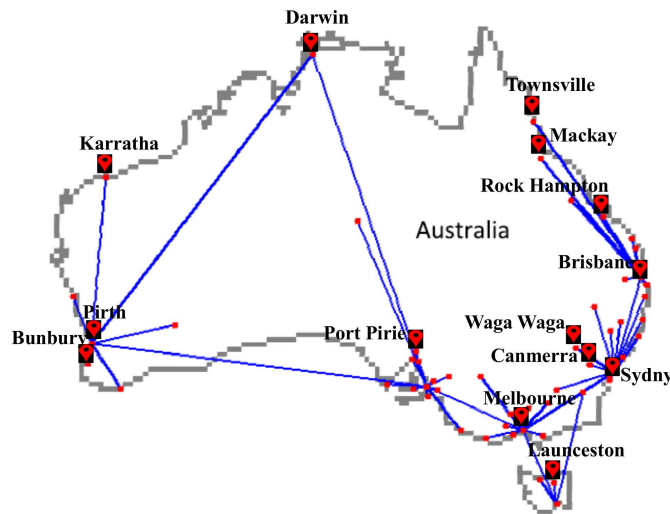 Darwin
Townsville
Karratha
Mackay
Rock Hampton
Australia
Brisbane
Pirth
Bunbury
Port Pirie
Waga Waga
Canmerra
Sydny
Melbourne
Launceston